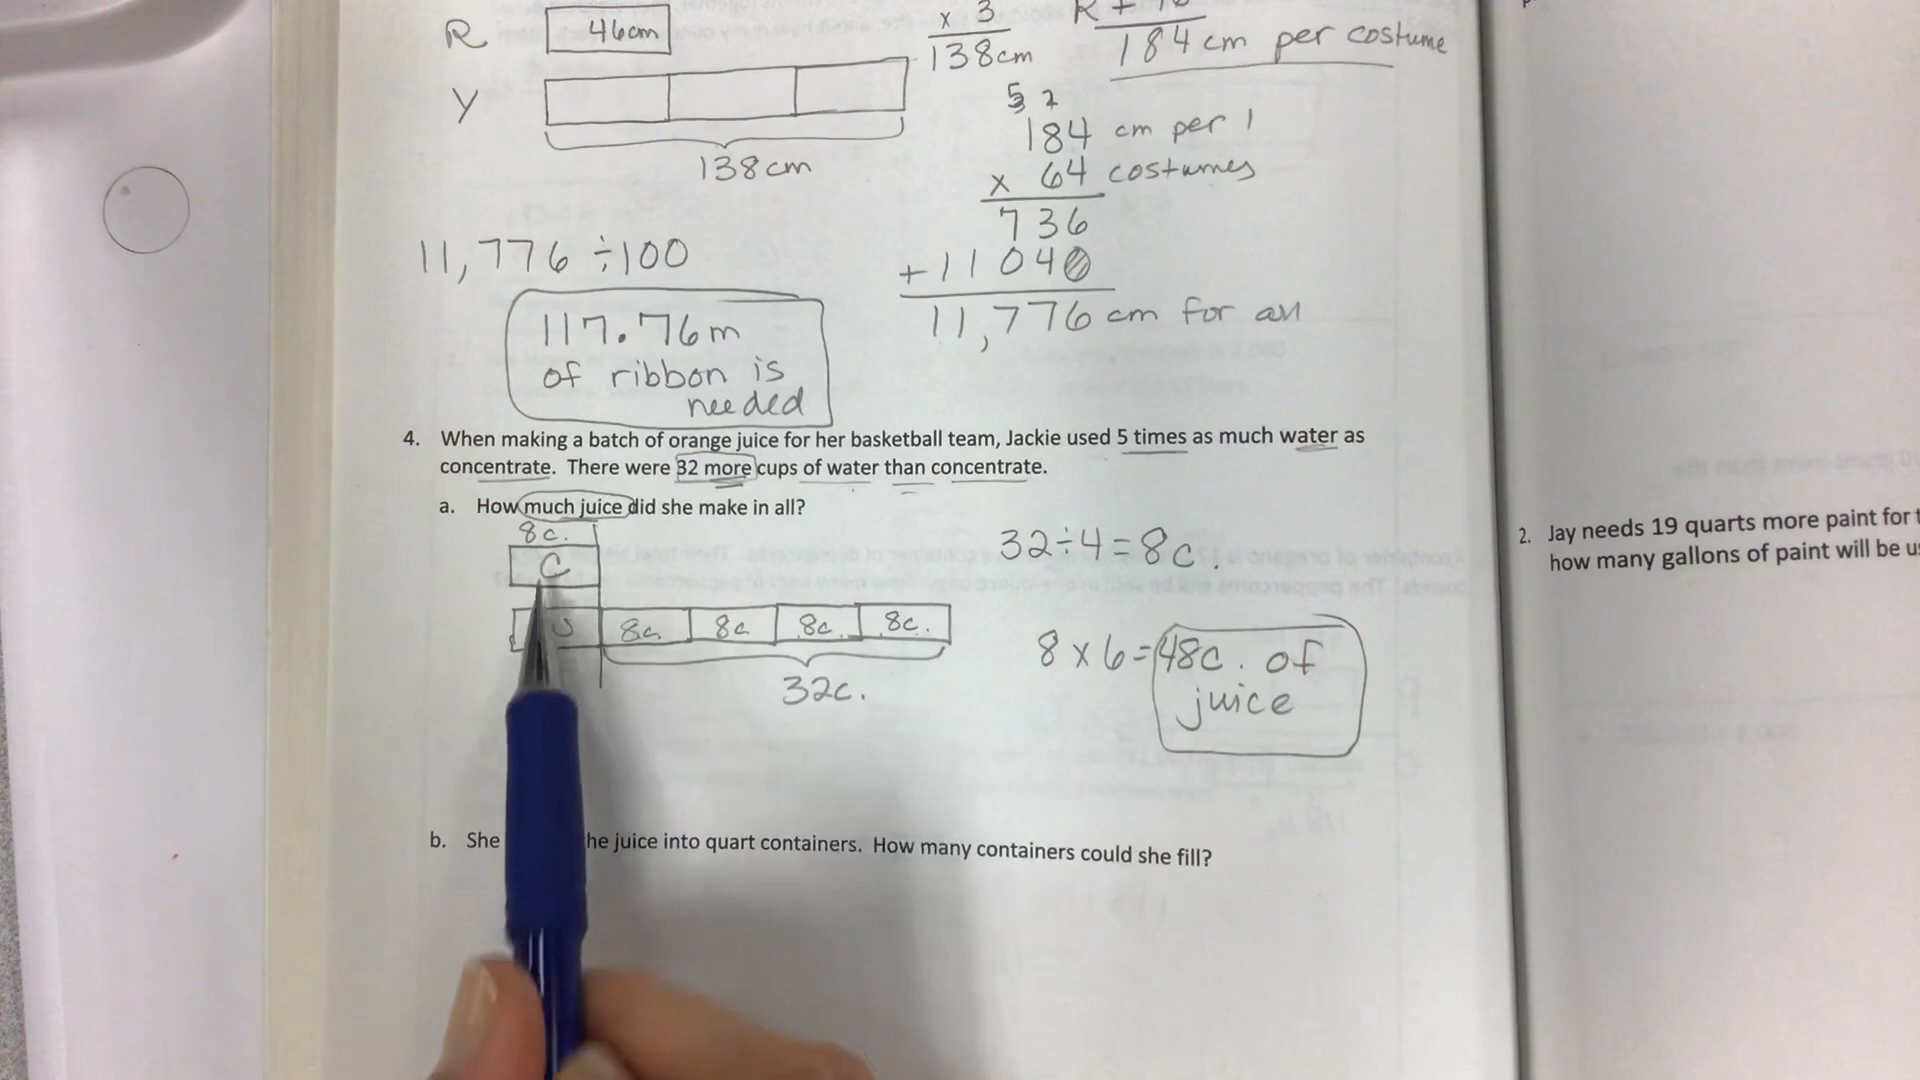 R 46cm
x 3
138cm
184 cm per costume
Y
138cm
5 2
184 cm per 1
x 64 costumes
736
+11040
11,776 cm for all
11,776 ÷100
117.76m
of ribbon is
needed
4. When making a batch of orange juice for her basketball team, Jackie used 5 times as much water as
concentrate. There were 32 more cups of water than concentrate.
a. How much juice did she make in all?
8c.
C
8c 8c 8c. 8c.
32c.
32÷4=8c.
8x6=48c. of
juice
b. She he juice into quart containers. How many containers could she fill?
2. Jay needs 19 quarts more paint for
how many gallons of paint will be